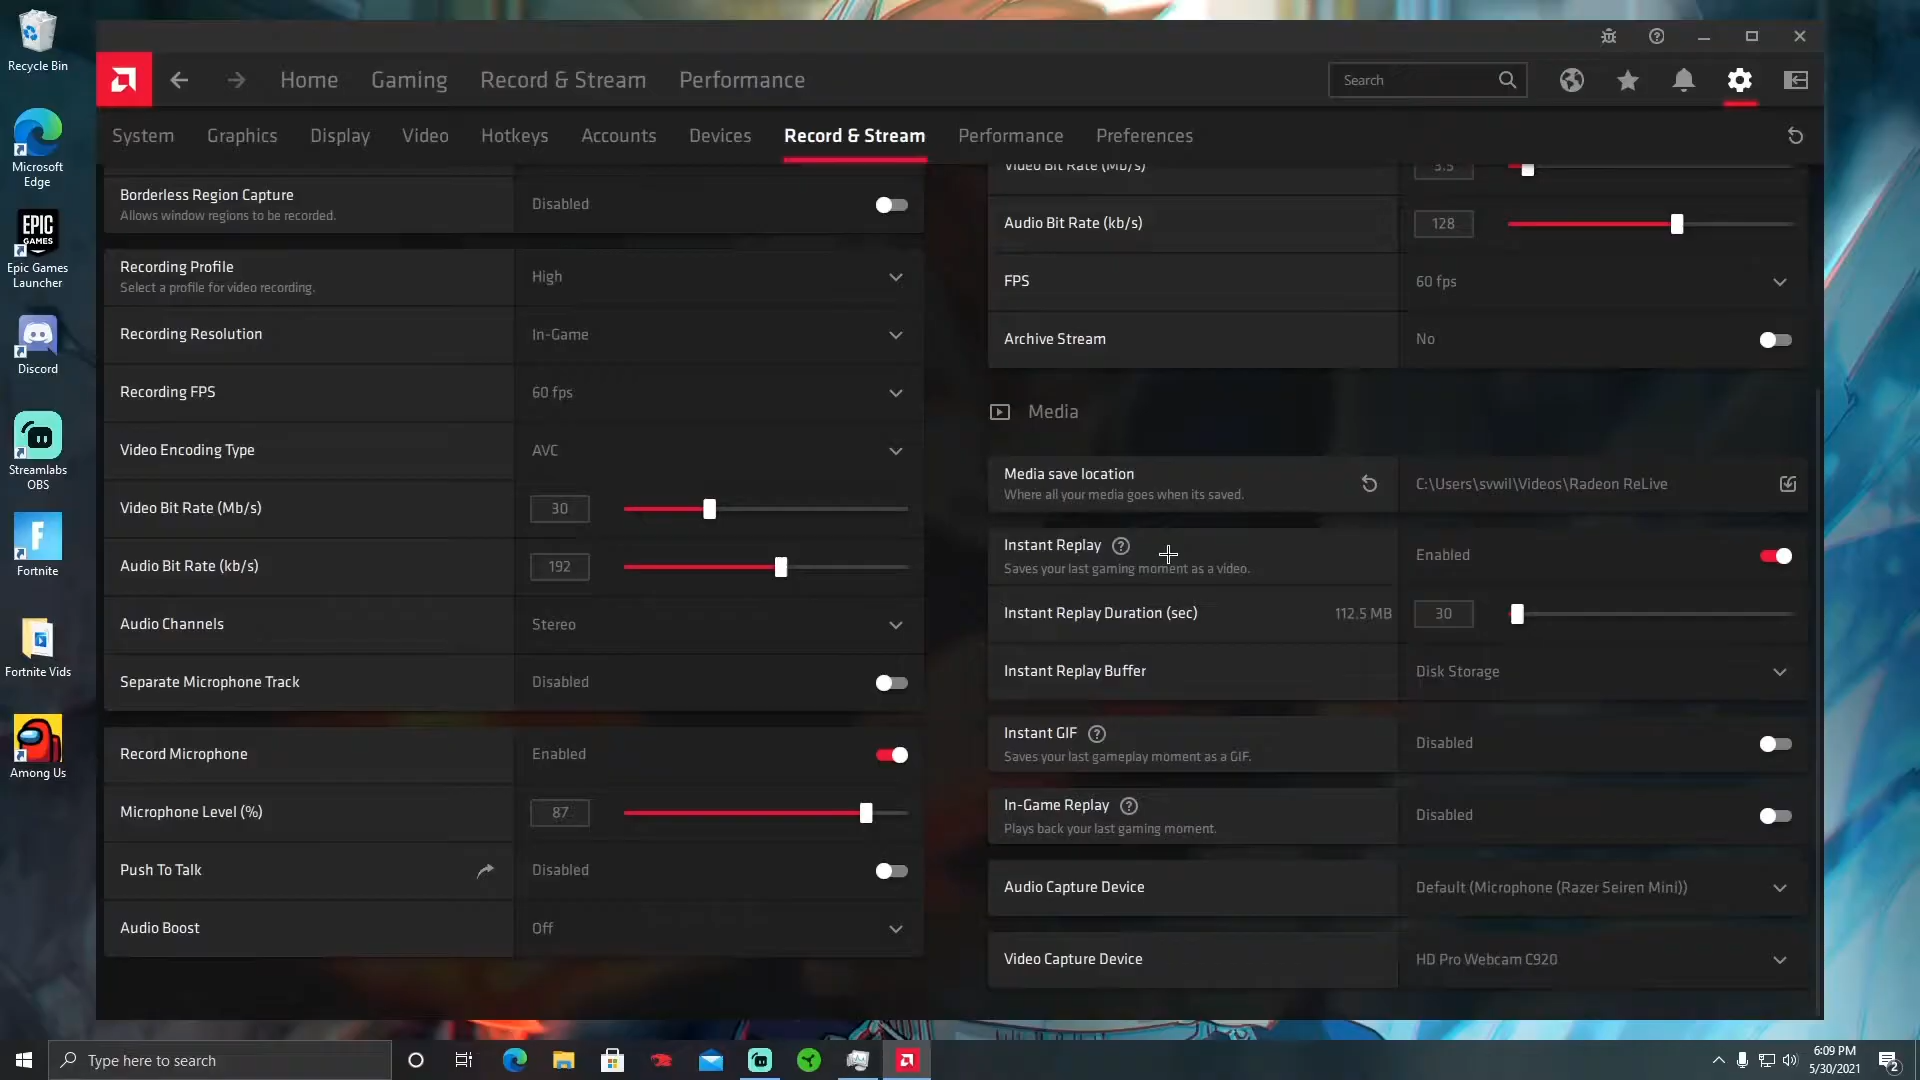 Recycle Bin
Microsoft
Edge
EPIC
GAMES
Epic Games
Launcher
Discord
Streamlabs
OBS
Fortnite
Fortnite Vids
Among Us
Home
Gaming
Record & Stream
Performance
Search
System
Graphics
Display
Video
Hotkeys
Accounts
Devices
Record & Stream
Performance
Preferences
Borderless Region Capture
Allows window regions to be recorded.
Disabled
Recording Profile
Select a profile for video recording.
High
Recording Resolution
In-Game
Recording FPS
60 fps
Video Encoding Type
AVC
Video Bit Rate (Mb/s)
30
Audio Bit Rate (kb/s)
192
Audio Channels
Stereo
Separate Microphone Track
Disabled
Record Microphone
Enabled
Microphone Level (%)
87
Push To Talk
Disabled
Audio Boost
Off
Video Bit Rate (Mb/s)
3.5
Audio Bit Rate (kb/s)
128
FPS
60 fps
Archive Stream
No
Media
Media save location
Where all your media goes when its saved.
C:\Users\svwil\Videos\Radeon ReLive
Instant Replay
Saves your last gaming moment as a video.
Enabled
Instant Replay Duration (sec)
112.5 MB
30
Instant Replay Buffer
Disk Storage
Instant GIF
Saves your last gameplay moment as a GIF.
Disabled
In-Game Replay
Plays back your last gaming moment.
Disabled
Audio Capture Device
Default (Microphone (Razer Seiren Mini))
Video Capture Device
HD Pro Webcam C920
Type here to search
6:09 PM
5/30/2021
2